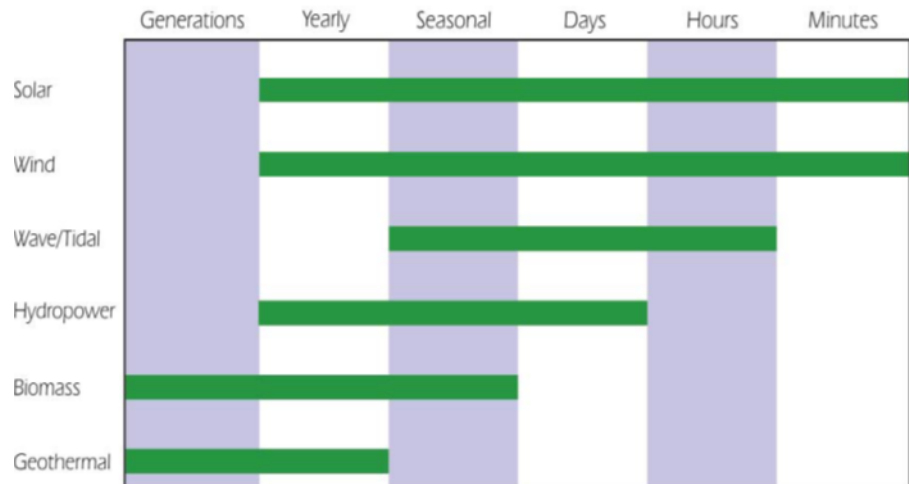 Generations Yearly Seasonal Days Hours Minutes
Solar
Wind
Wave/Tidal
Hydropower
Biomass
Geothermal